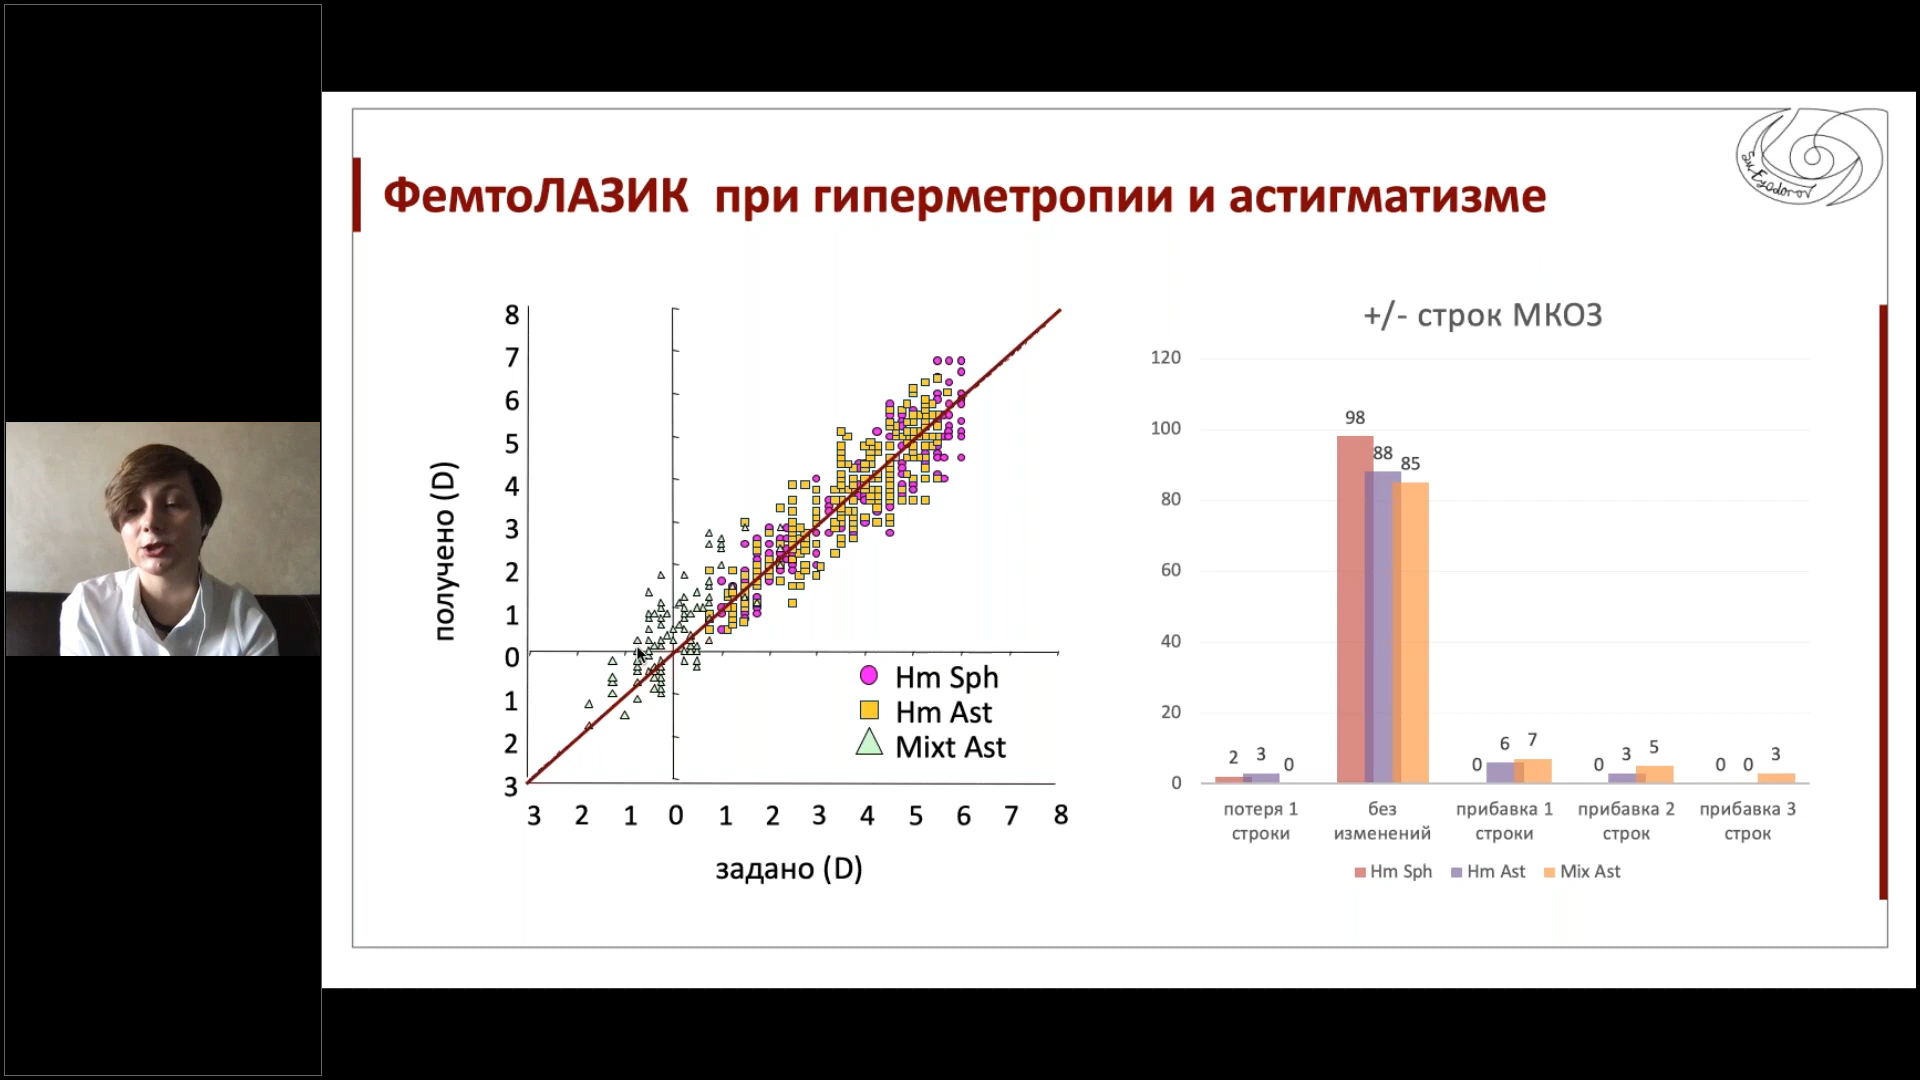 ФемтоЛАЗИК при гиперметропии и астигматизме
Fyodorov
получено (D)
8
7
6
5
4
3
2
1
0
1
2
3
3 2 1 0 1 2 3 4 5 6 7 8
задано (D)
Hm Sph
Hm Ast
Mixt Ast
+/- строк МКОЗ
120
100
80
60
40
20
0
2 3 0
98 88 85
0 6 7
0 3 5
0 0 3
потеря 1
строки
без
изменений
прибавка 1
строки
прибавка 2
строк
прибавка 3
строк
Hm Sph Hm Ast Mix Ast